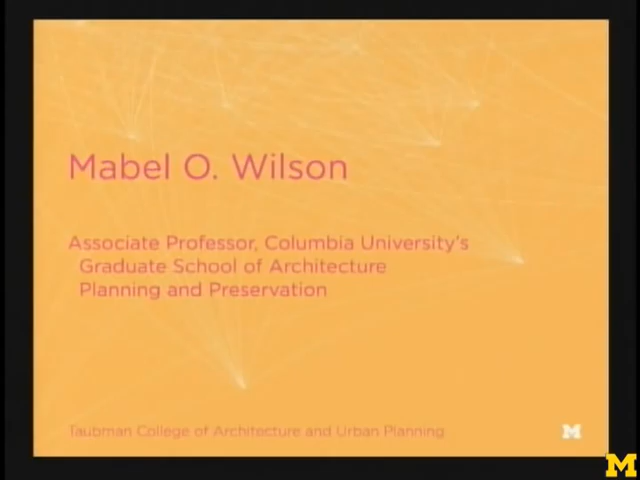 Mabel O. Wilson
Associate Professor, Columbia University's
Graduate School of Architecture
Planning and Preservation
Taubman College of Architecture and Urban Planning
M
M